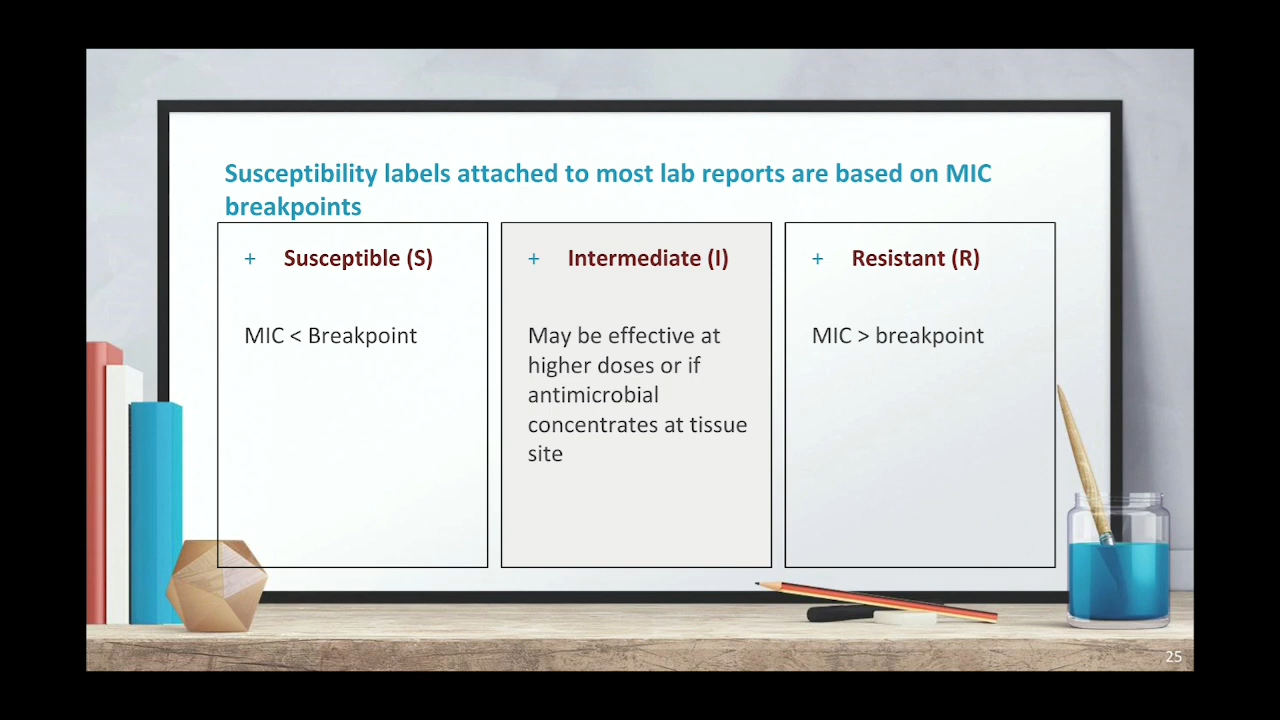 Susceptibility labels attached to most lab reports are based on MIC
breakpoints
+ Susceptible (S)
MIC < Breakpoint
+ Intermediate (I)
May be effective at
higher doses or if
antimicrobial
concentrates at tissue
site
+ Resistant (R)
MIC > breakpoint
25